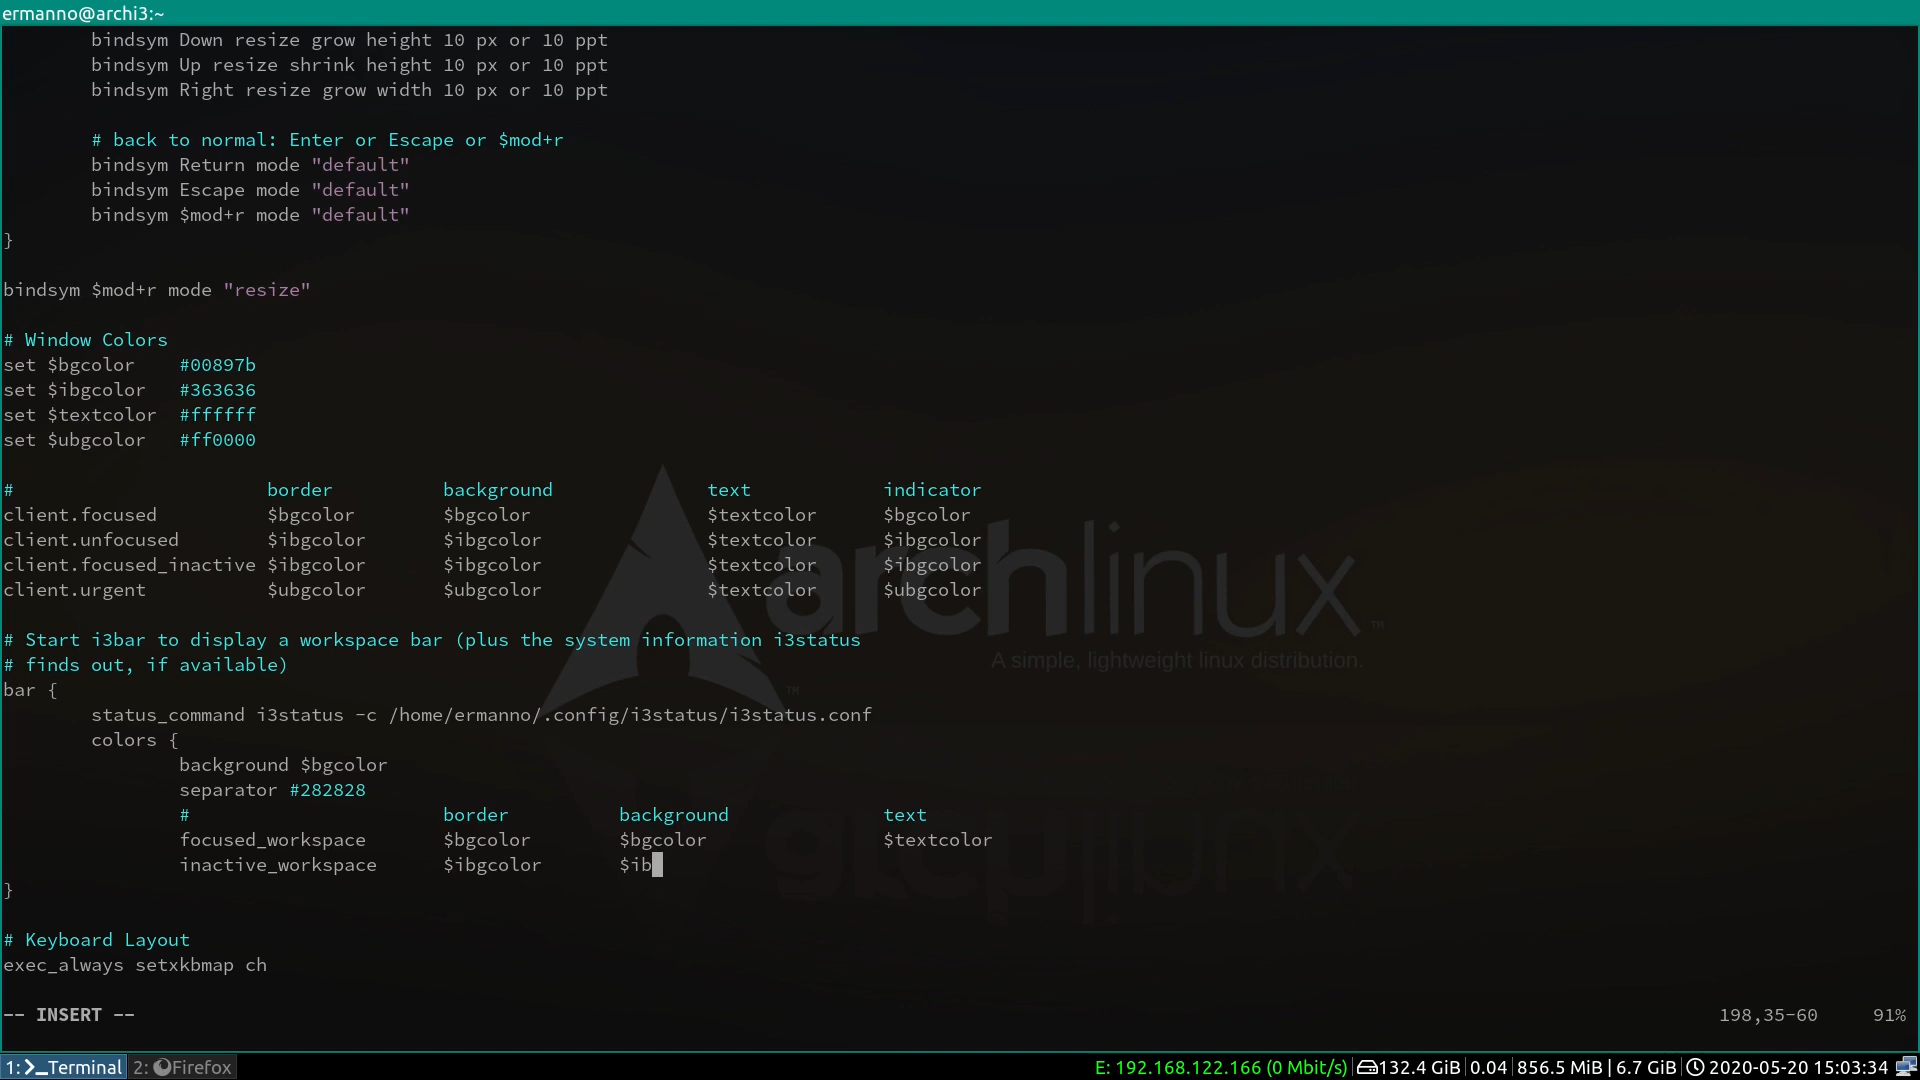 ermanno@archi3:~
bindsym Down resize grow height 10 px or 10 ppt
bindsym Up resize shrink height 10 px or 10 ppt
bindsym Right resize grow width 10 px or 10 ppt
# back to normal: Enter or Escape or $mod+r
bindsym Return mode "default"
bindsym Escape mode "default"
bindsym $mod+r mode "default"
}
bindsym $mod+r mode "resize"
# Window Colors
set $bgcolor #00897b
set $ibgcolor #363636
set $textcolor #ffffff
set $ubgcolor #ff0000
# border background text indicator
client.focused $bgcolor $bgcolor $textcolor $bgcolor
client.unfocused $ibgcolor $ibgcolor $textcolor $ibgcolor
client.focused_inactive $ibgcolor $ibgcolor $textcolor $ibgcolor
client.urgent $ubgcolor $ubgcolor $textcolor $ubgcolor
archlinux™
# Start i3bar to display a workspace bar (plus the system information i3status
# finds out, if available)
A simple, lightweight linux distribution.
bar {
™
status_command i3status -c /home/ermanno/.config/i3status/i3status.conf
colors {
background $bgcolor
separator #282828
# border background text
focused_workspace $bgcolor $bgcolor $textcolor
inactive_workspace $ibgcolor $ib
}
# Keyboard Layout
exec_always setxkbmap ch
-- INSERT -- 198,35-60 91%
1: Terminal 2: Firefox E: 192.168.122.166 (0 Mbit/s) 132.4 GiB 0.04 856.5 MiB | 6.7 GiB 2020-05-20 15:03:34